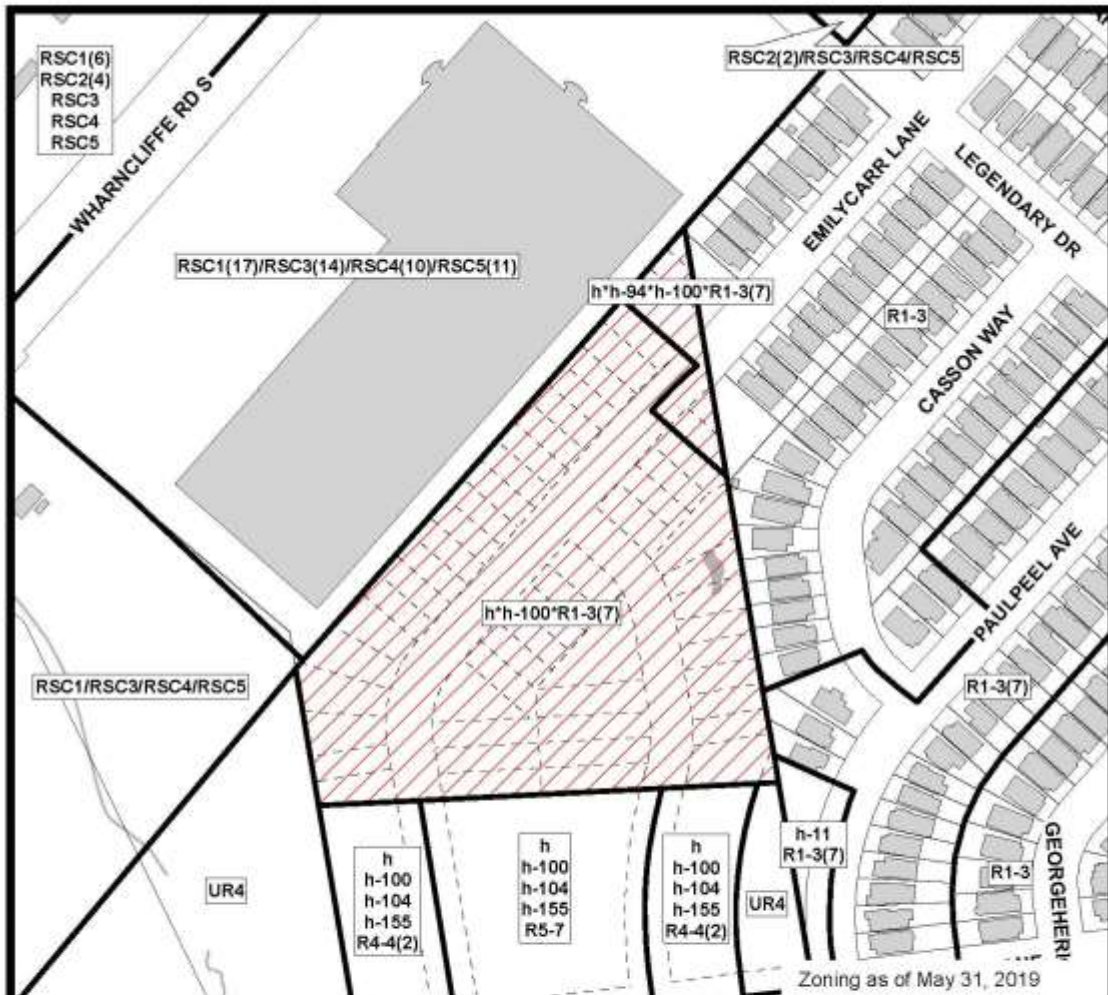 RSC1(6)
RSC2(4)
RSC3
RSC4
RSC5
WHARNCLIFFE RD S
RSC2(2)/RSC3/RSC4/RSC5
EMILYCARR LANE
LEGENDARY DR
RSC1(17)/RSC3(14)/RSC4(10)/RSC5(11)
h*h-94*h-100*R1-3(7)
R1-3
CASSON WAY
PAULPEEL AVE
h*h-100*R1-3(7)
RSC1/RSC3/RSC4/RSC5
R1-3(7)
UR4
h
h-100
h-104
h-155
R4-4(2)
h
h-100
h-104
h-155
R5-7
h
h-100
h-104
h-155
R4-4(2)
UR4
h-11
R1-3(7)
R1-3
GEORGEHERI
Zoning as of May 31, 2019